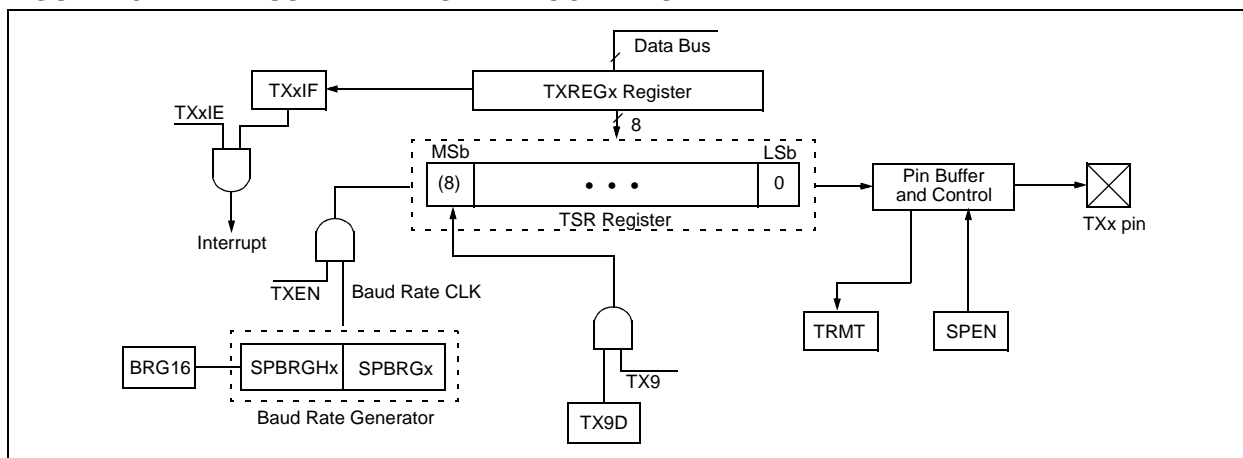 Data Bus
TXxIF
TXREGx Register
TXxIE
8
MSb
LSb
(8)
• • •
0
Pin Buffer
and Control
TSR Register
TXx pin
Interrupt
TXEN
Baud Rate CLK
TRMT
SPEN
BRG16
SPBRGHx
SPBRGx
TX9
Baud Rate Generator
TX9D